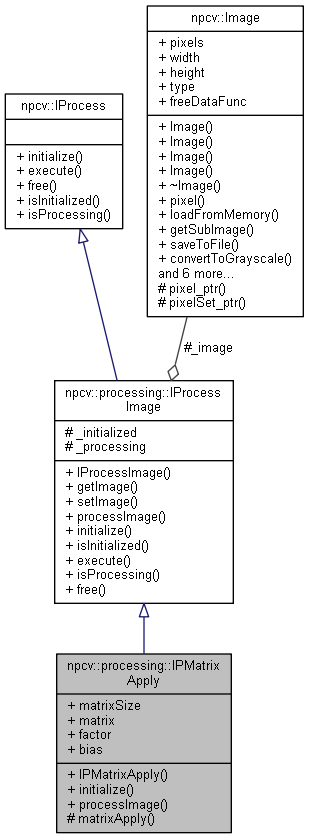 npcv::Image
+ pixels
+ width
+ height
+ type
+ freeDataFunc
+ Image()
+ Image()
+ Image()
+ Image()
+ ~Image()
+ pixel()
+ loadFromMemory()
+ getSubImage()
+ saveToFile()
+ convertToGrayscale()
and 6 more...
# pixel_ptr()
# pixelSet_ptr()
npcv::IProcess
+ initialize()
+ execute()
+ free()
+ isInitialized()
+ isProcessing()
#_image
npcv::processing::IProcess
Image
# _initialized
# _processing
+ IProcessImage()
+ getImage()
+ setImage()
+ processImage()
+ initialize()
+ isInitialized()
+ execute()
+ isProcessing()
+ free()
npcv::processing::IPMatrix
Apply
+ matrixSize
+ matrix
+ factor
+ bias
+ IPMatrixApply()
+ initialize()
+ processImage()
# matrixApply()